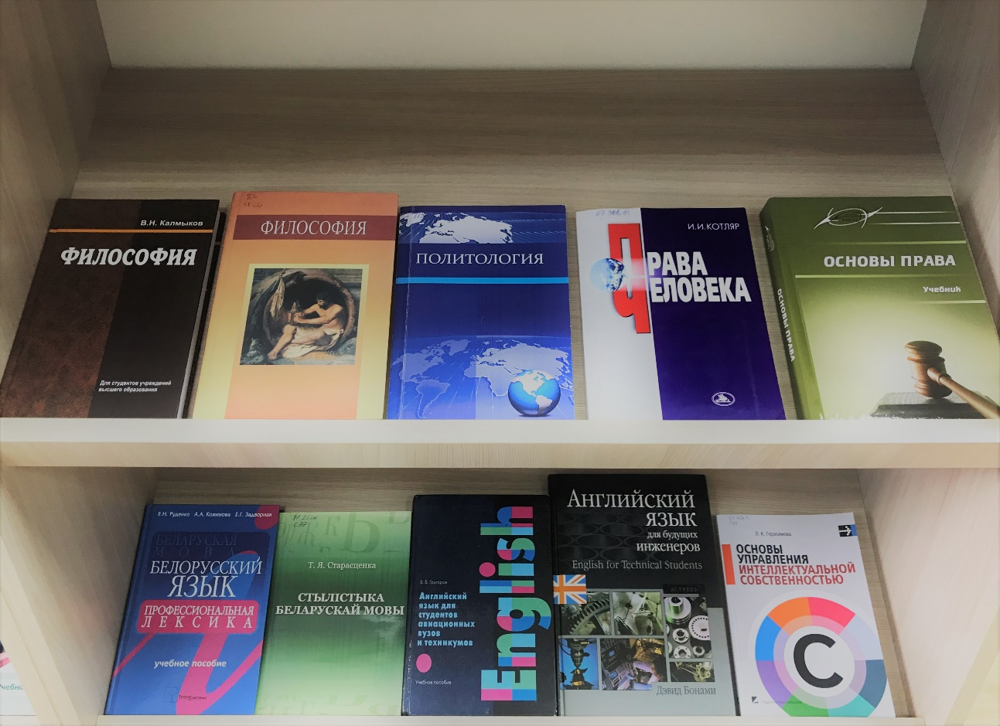 В.Н. Калмыков
ФИЛОСОФИЯ
Для студентов учреждений
высшего образования
ФИЛОСОФИЯ
ПОЛИТОЛОГИЯ
И.И.КОТЛЯР
ПРАВА
ЧЕЛОВЕКА
ОСНОВЫ ПРАВА
Учебник
ОСНОВЫ ПРАВА
Е.Н. Руденко А.А. Кожинова Е.Г. Задворная
БЕЛАРУСКАЯ
МОВА
БЕЛОРУССКИЙ
ЯЗЫК
ПРОФЕССИОНАЛЬНАЯ
ЛЕКСИКА
учебное пособие
Т. Я. Старасценка
СТЫЛІСТЫКА
БЕЛАРУСКАЙ МОВЫ
English
В. Б. Григоров
Английский
язык для
студентов
авиационных
вузов
и техникумов
Учебное пособие
Английский
язык
для будущих
инженеров
English for Technical Students
АСТРЕЛЬ
Дэвид Бонами
Л. К. Герасимова
ОСНОВЫ
УПРАВЛЕНИЯ
ИНТЕЛЛЕКТУАЛЬНОЙ
СОБСТВЕННОСТЬЮ
C